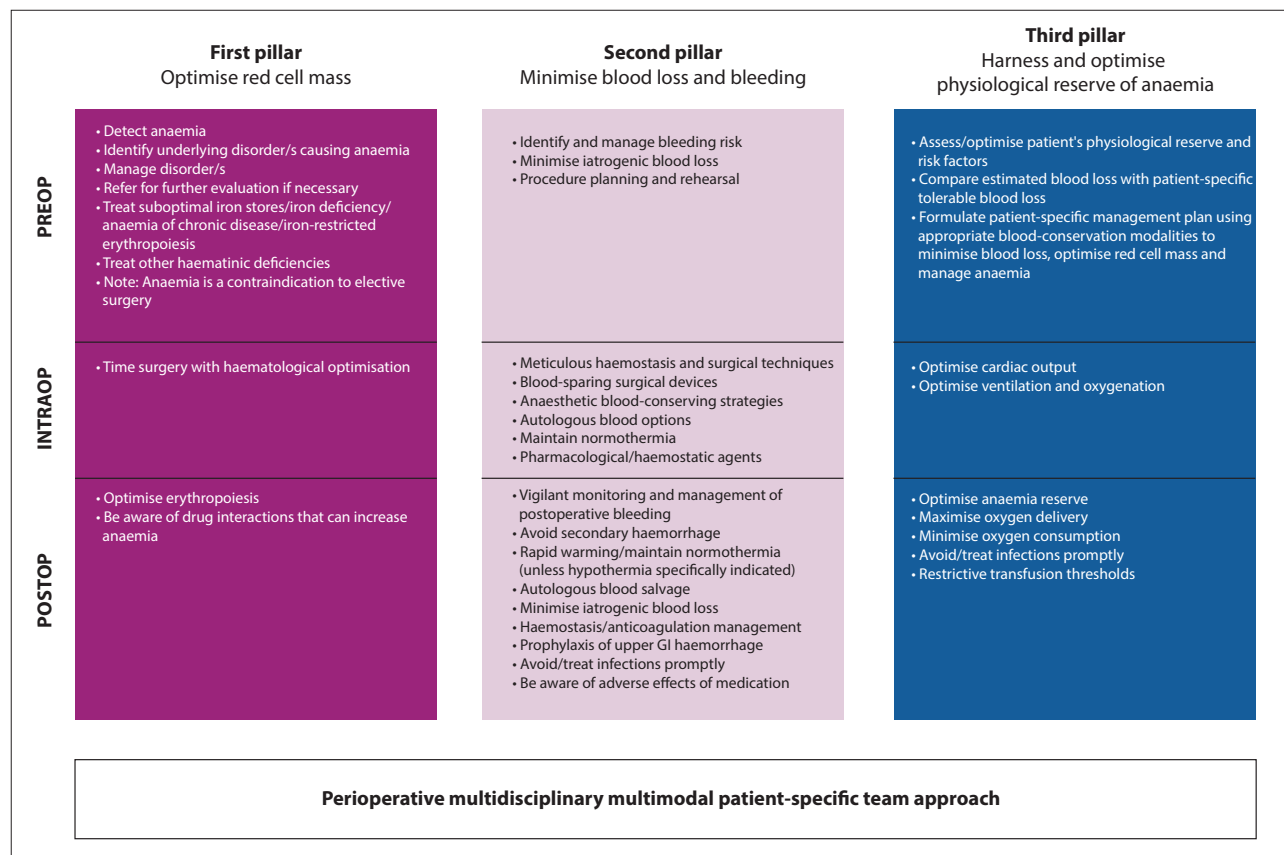 First pillar
Optimise red cell mass
Second pillar
Minimise blood loss and bleeding
Third pillar
Harness and optimise
physiological reserve of anaemia
PREOP
• Detect anaemia
• Identify underlying disorder/s causing anaemia
• Manage disorder/s
• Refer for further evaluation if necessary
• Treat suboptimal iron stores/iron deficiency/
anaemia of chronic disease/iron-restricted
erythropoiesis
• Treat other haematinic deficiencies
• Note: Anaemia is a contraindication to elective
surgery
• Identify and manage bleeding risk
• Minimise iatrogenic blood loss
• Procedure planning and rehearsal
• Assess/optimise patient's physiological reserve and
risk factors
• Compare estimated blood loss with patient-specific
tolerable blood loss
• Formulate patient-specific management plan using
appropriate blood-conservation modalities to
minimise blood loss, optimise red cell mass and
manage anaemia
INTRAOP
• Time surgery with haematological optimisation
• Meticulous haemostasis and surgical techniques
• Blood-sparing surgical devices
• Anaesthetic blood-conserving strategies
• Autologous blood options
• Maintain normothermia
• Pharmacological/haemostatic agents
• Optimise cardiac output
• Optimise ventilation and oxygenation
POSTOP
• Optimise erythropoiesis
• Be aware of drug interactions that can increase
anaemia
• Vigilant monitoring and management of
postoperative bleeding
• Avoid secondary haemorrhage
• Rapid warming/maintain normothermia
(unless hypothermia specifically indicated)
• Autologous blood salvage
• Minimise iatrogenic blood loss
• Haemostasis/anticoagulation management
• Prophylaxis of upper GI haemorrhage
• Avoid/treat infections promptly
• Be aware of adverse effects of medication
• Optimise anaemia reserve
• Maximise oxygen delivery
• Minimise oxygen consumption
• Avoid/treat infections promptly
• Restrictive transfusion thresholds
Perioperative multidisciplinary multimodal patient-specific team approach